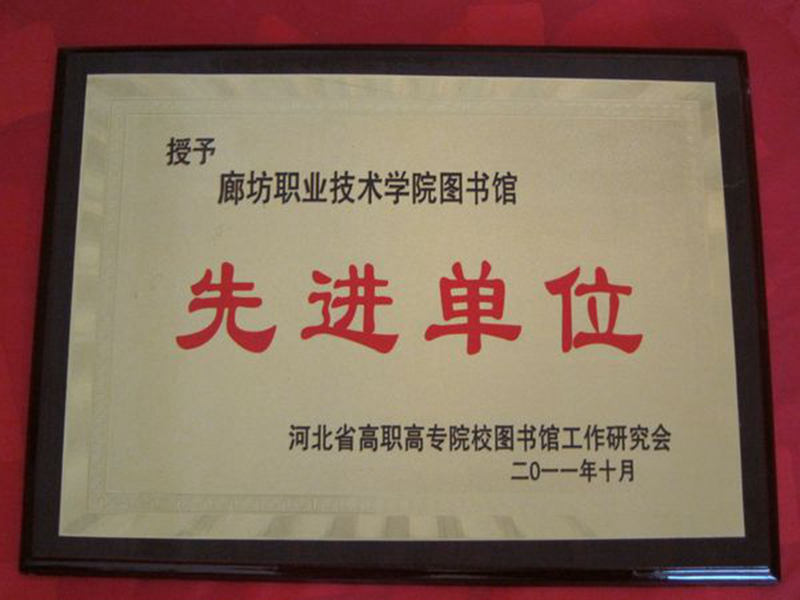 授予
廊坊职业技术学院图书馆
先进单位
河北省高职高专院校图书馆工作研究会
二0一一年十月